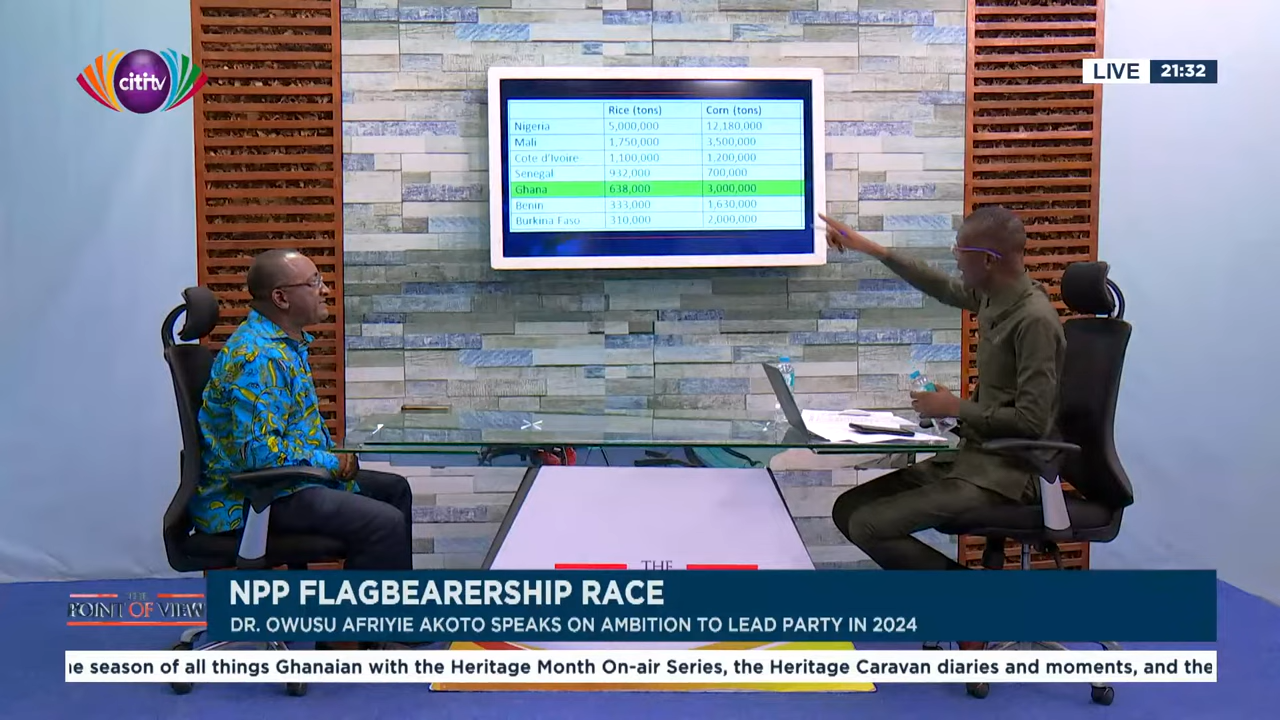 citi tv
LIVE 21:32
Rice (tons) Corn (tons)
Nigeria 5,000,000 12,180,000
Mali 1,750,000 3,500,000
Cote d'Ivoire 1,100,000 1,200,000
Senegal 932,000 700,000
Ghana 638,000 3,000,000
Benin 333,000 1,630,000
Burkina Faso 310,000 2,000,000
THE
THE
POINT OF VIEW
NPP FLAGBEARERSHIP RACE
DR. OWUSU AFRIYIE AKOTO SPEAKS ON AMBITION TO LEAD PARTY IN 2024
season of all things Ghanaian with the Heritage Month On-air Series, the Heritage Caravan diaries and moments, and the